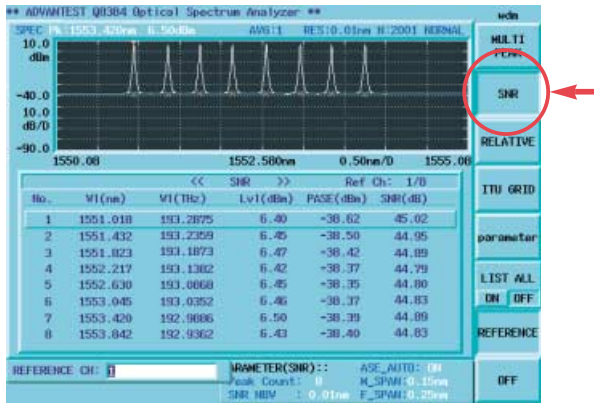 ** ADVANTEST Q8384 Optical Spectrum Analyzer **
SPEC Pk:1553.420nm 6.50dBm AVG:1 RES:0.01nm N:2001 NORMAL
10.0
dBm
-40.0
10.0
dB/D
-90.0
1550.08 1552.580nm 0.50nm/D 1555.08
<< SNR >> Ref Ch: 1/8
No. Wl(nm) Wl(THz) Lvl(dBm) PASE(dBm) SNR(dB)
1 1551.018 193.2875 6.40 -38.62 45.02
2 1551.432 193.2359 6.45 -38.50 44.95
3 1551.823 193.1873 6.47 -38.42 44.89
4 1552.217 193.1382 6.42 -38.37 44.79
5 1552.630 193.0868 6.45 -38.35 44.80
6 1553.045 193.0352 6.46 -38.37 44.83
7 1553.420 192.9886 6.50 -38.39 44.89
8 1553.842 192.9362 6.43 -38.40 44.83
REFERENCE CH: 1
ARAMETER(SNR):: ASE_AUTO: ON
Peak Count: 8 M_SPAN:0.15nm
SNR NBW : 0.01nm F_SPAN:0.25nm
wdm
MULTI
PEAK
SNR
RELATIVE
ITU GRID
parameter
LIST ALL
ON OFF
REFERENCE
OFF